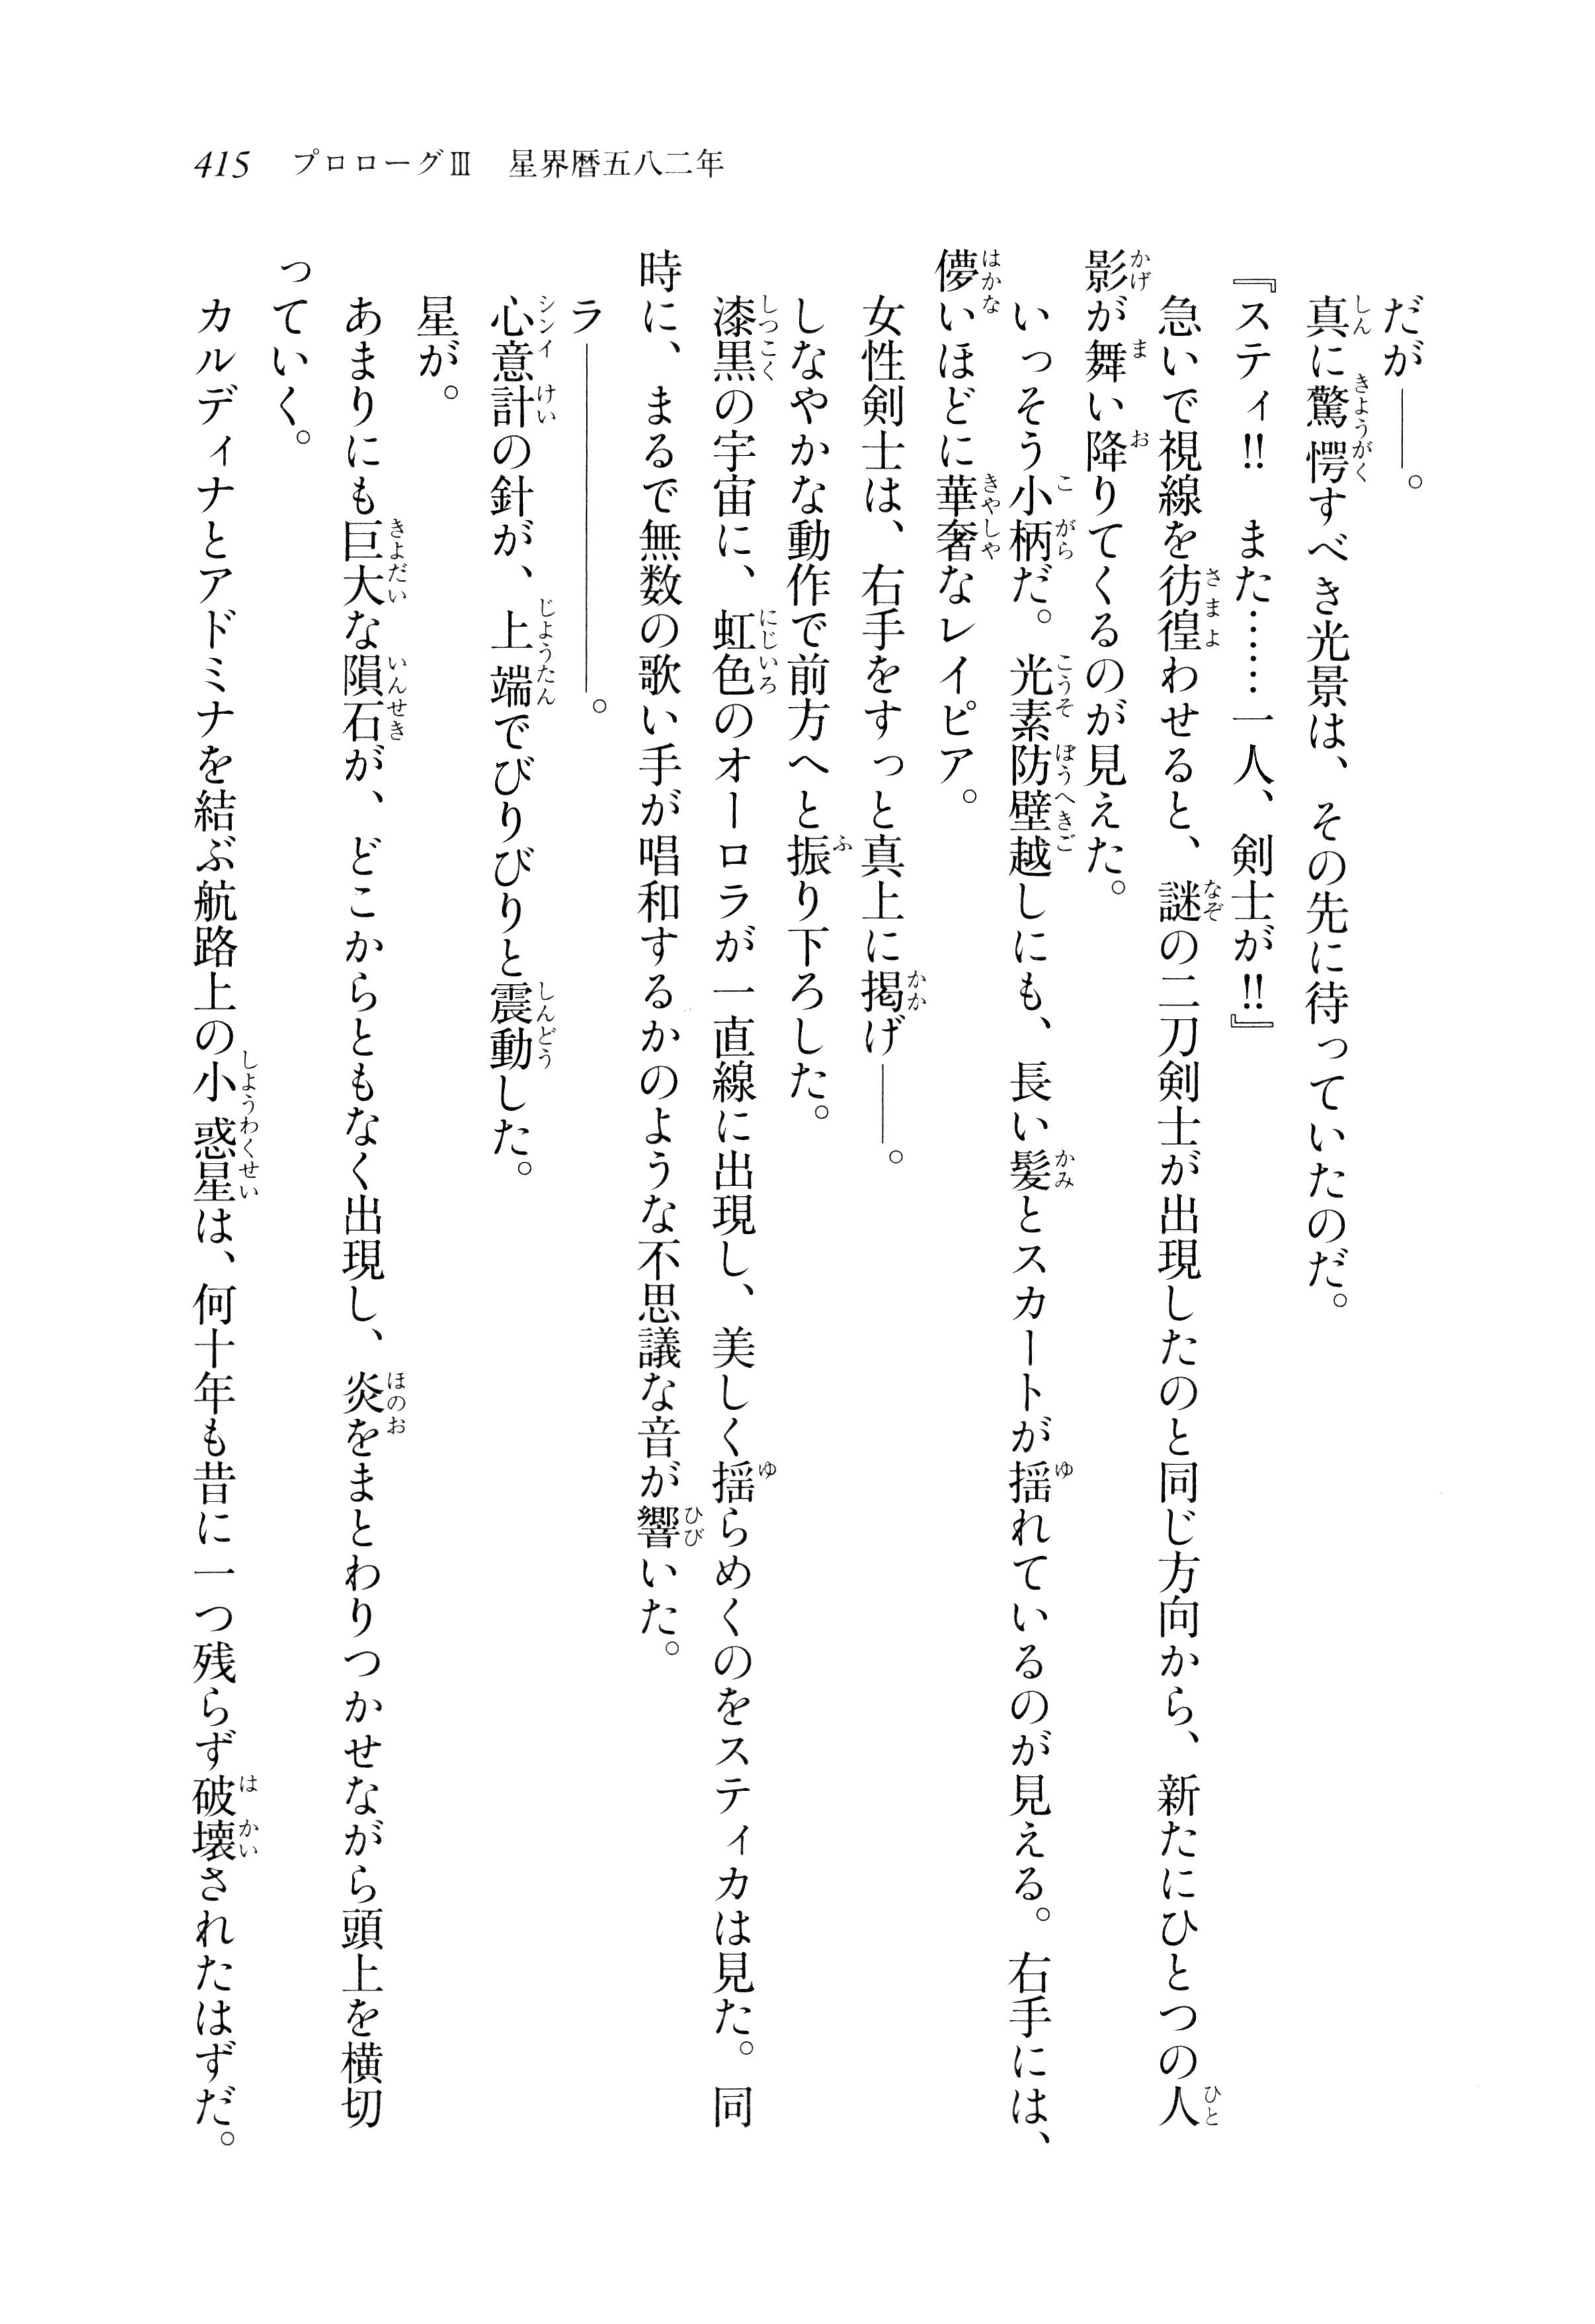 415　プロローグⅢ　星界暦五八二年
だが――。
真に驚愕すべき光景は、その先に待っていたのだ。
『スティ!!　また……一人、剣士が!!』
急いで視線を彷徨わせると、謎の二刀剣士が出現したのと同じ方向から、新たにひとつの人
影が舞い降りてくるのが見えた。
いっそう小柄だ。光素防壁越しにも、長い髪とスカートが揺れているのが見える。右手には、
儚いほどに華奢なレイピア。
女性剣士は、右手をすっと真上に掲げ――。
しなやかな動作で前方へと振り下ろした。
漆黒の宇宙に、虹色のオーロラが一直線に出現し、美しく揺らめくのをスティカは見た。同
時に、まるで無数の歌い手が唱和するかのような不思議な音が響いた。
ラ――――――――。
心意計の針が、上端でびりびりと震動した。
星が。
あまりにも巨大な隕石が、どこからともなく出現し、炎をまとわりつかせながら頭上を横切
っていく。
カルディナとアドミナを結ぶ航路上の小惑星は、何十年も昔に一つ残らず破壊されたはずだ。